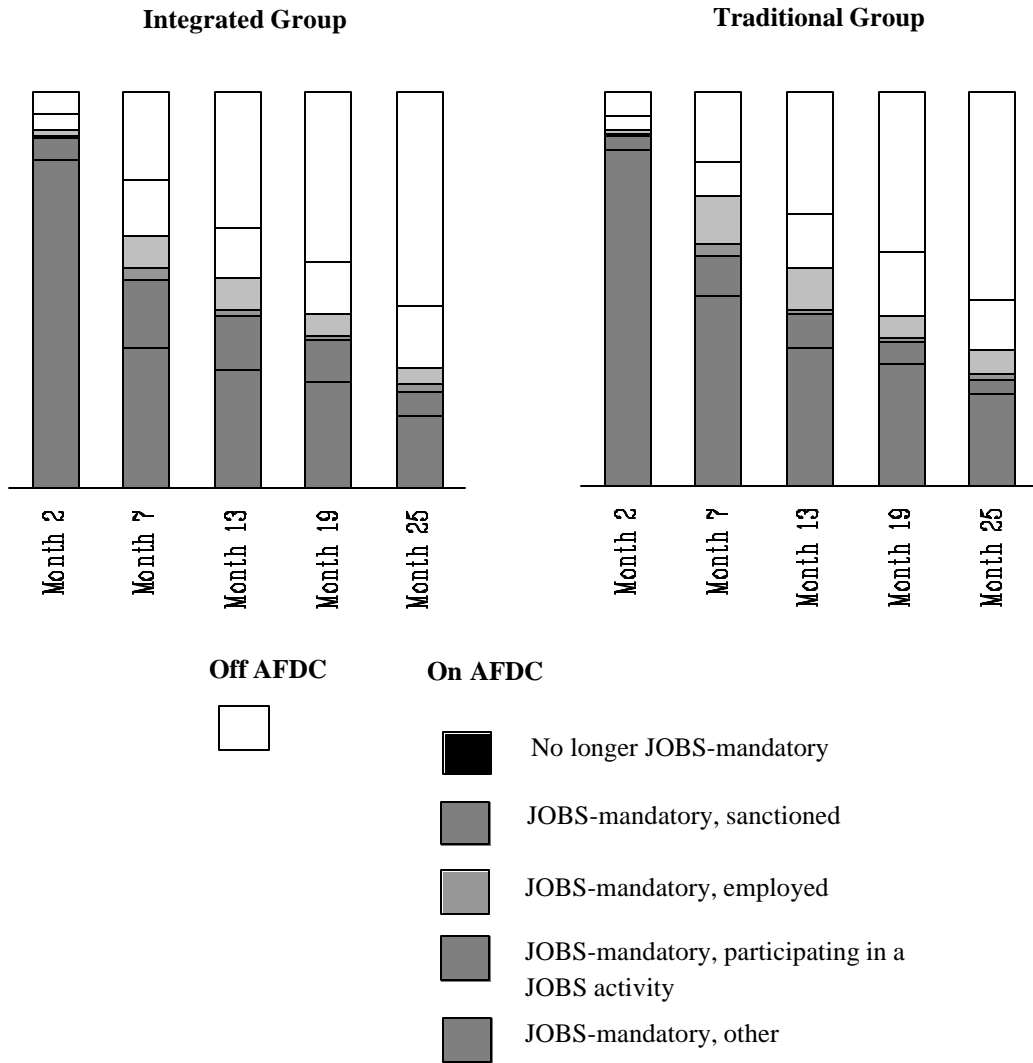 Integrated Group
Traditional Group
Month 2
Month 7
Month 13
Month 19
Month 25
Month 2
Month 7
Month 13
Month 19
Month 25
Off AFDC
On AFDC
No longer JOBS-mandatory
JOBS-mandatory, sanctioned
JOBS-mandatory, employed
JOBS-mandatory, participating in a
JOBS activity
JOBS-mandatory, other